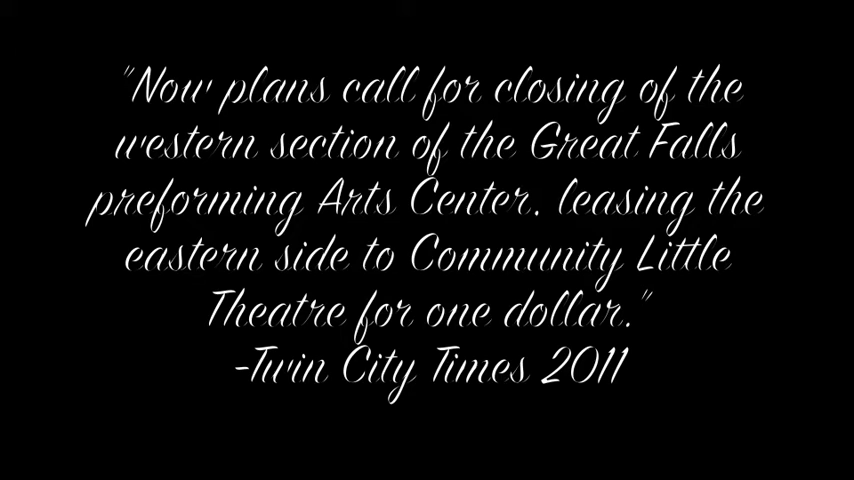 "Now plans call for closing of the
western section of the Great Falls
preforming Arts Center, leasing the
eastern side to Community Little
Theatre for one dollar."
-Twin City Times 2011